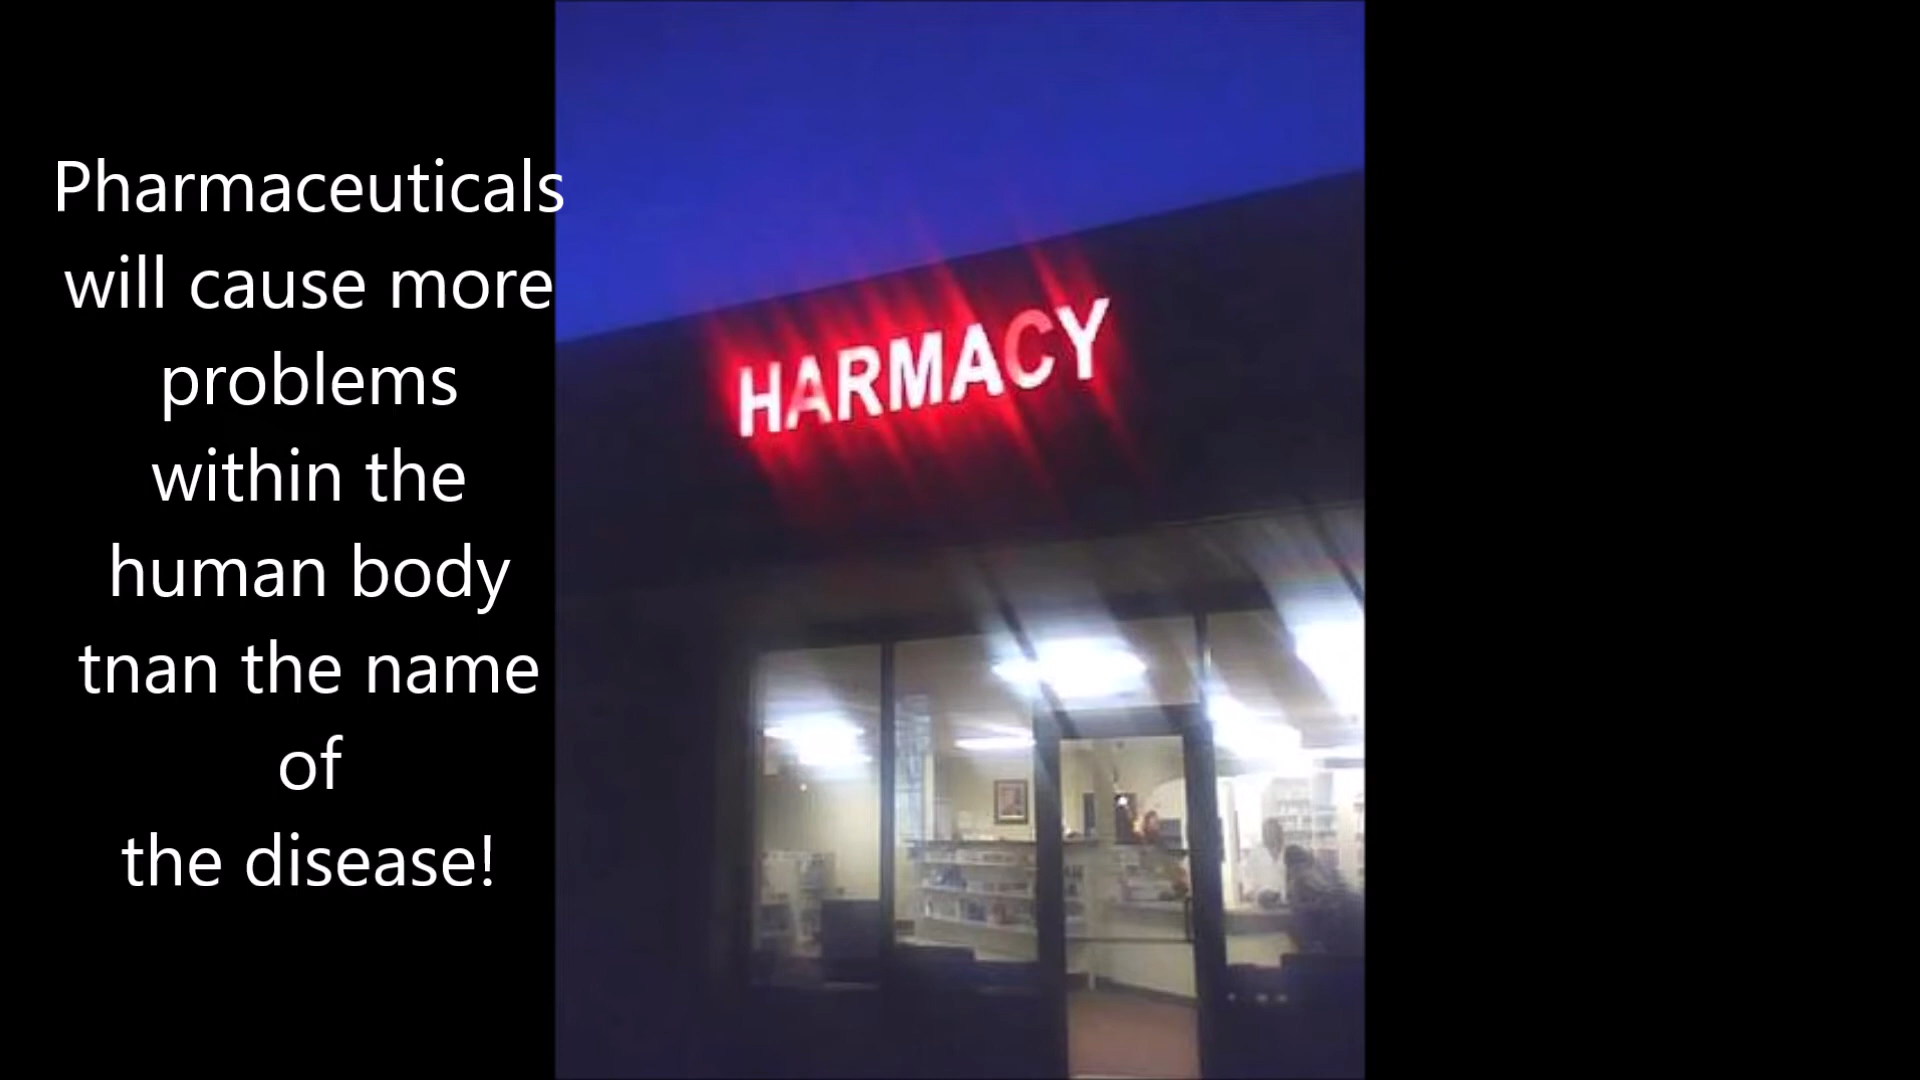 Pharmaceuticals
will cause more
problems
within the
human body
tnan the name
of
the disease!
HARMACY